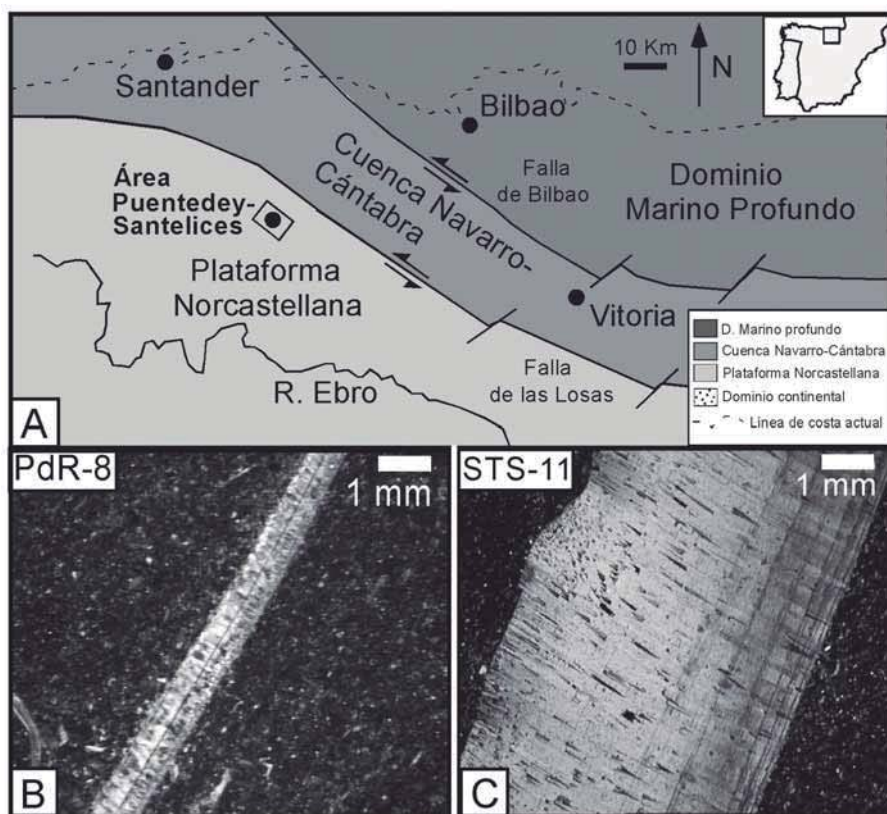 10 Km
N
Santander
Bilbao
Cuenca Navarro-
Cántabra
Falla
de Bilbao
Dominio
Marino Profundo
Área
Puentedey-
Santelices
Plataforma
Norcastellana
Vitoria
R. Ebro
Falla
de las Losas
D. Marino profundo
Cuenca Navarro-Cántabra
Plataforma Norcastellana
Dominio continental
Linea de costa actual
A
PdR-8
1 mm
B
STS-11
1 mm
C